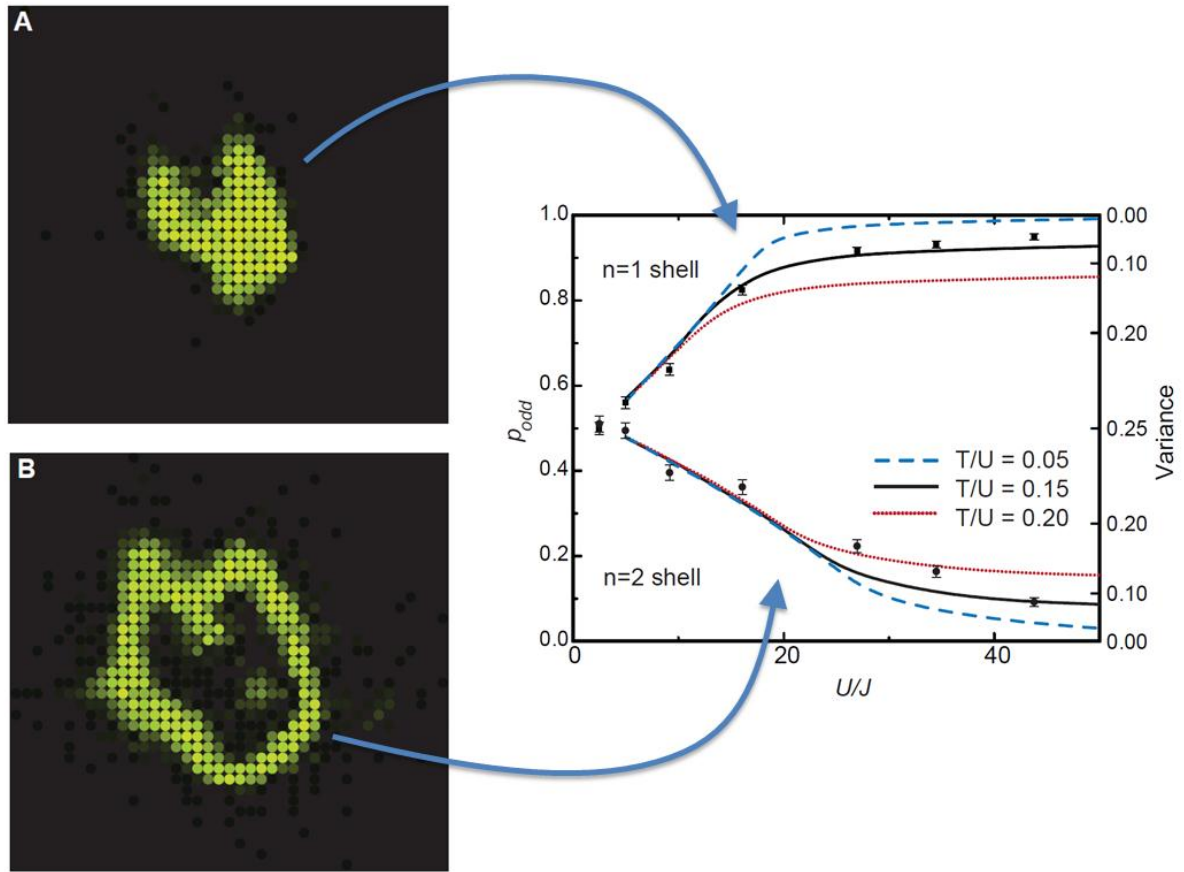 A
B
1.0
0.8
0.6
0.4
0.2
0.0
p_odd
n=1 shell
n=2 shell
T/U = 0.05
T/U = 0.15
T/U = 0.20
0.00
0.10
0.20
0.25
0.20
0.10
0.00
Variance
0 20 40
U/J